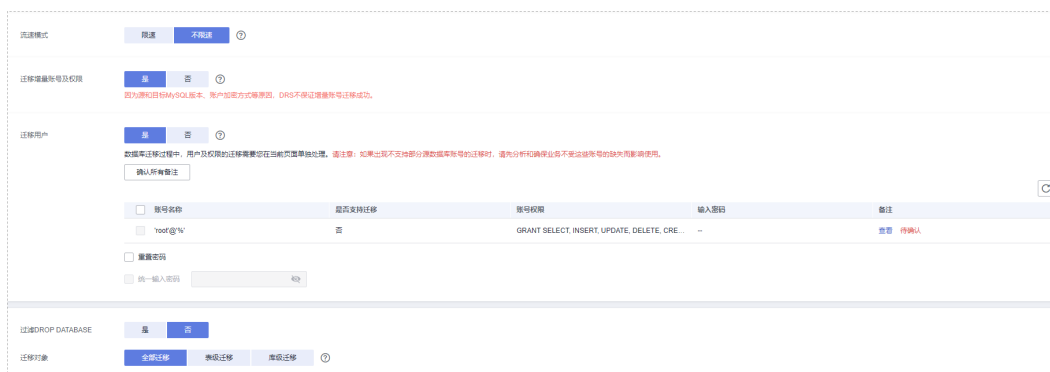 流速模式 限速 不限速
迁移增量账号及权限 是 否
因为源和目标MySQL版本、账户加密方式等原因，DRS不保证增量账号迁移成功。
迁移用户 是 否
数据库迁移过程中，用户及权限的迁移需要您在当前页面单独处理。请注意：如果出现不支持部分源数据库账号的迁移时，请先分析和确保业务不受这些账号的缺失而影响使用。
确认所有备注
账号名称 是否支持迁移 账号权限 输入密码 备注
'root'@'%' 否 GRANT SELECT, INSERT, UPDATE, DELETE, CRE... -- 查看 待确认
重置密码
统一输入密码
过滤DROP DATABASE 是 否
迁移对象 全部迁移 表级迁移 库级迁移